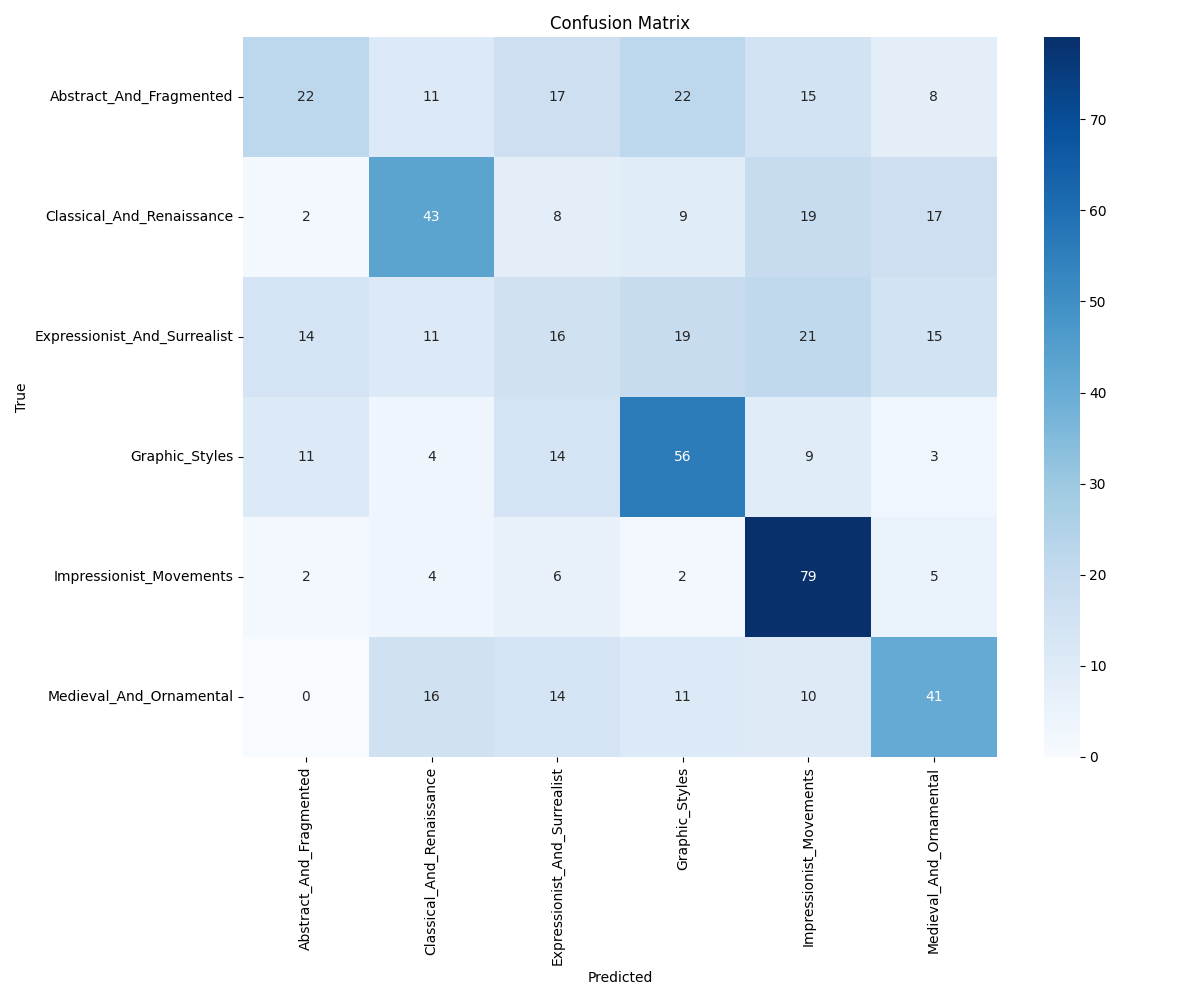 Confusion Matrix
Abstract_And_Fragmented 22 11 17 22 15 8
Classical_And_Renaissance 2 43 8 9 19 17
Expressionist_And_Surrealist 14 11 16 19 21 15
Graphic_Styles 11 4 14 56 9 3
Impressionist_Movements 2 4 6 2 79 5
Medieval_And_Ornamental 0 16 14 11 10 41
True
Abstract_And_Fragmented
Classical_And_Renaissance
Expressionist_And_Surrealist
Graphic_Styles
Impressionist_Movements
Medieval_And_Ornamental
Predicted
70
60
50
40
30
20
10
0